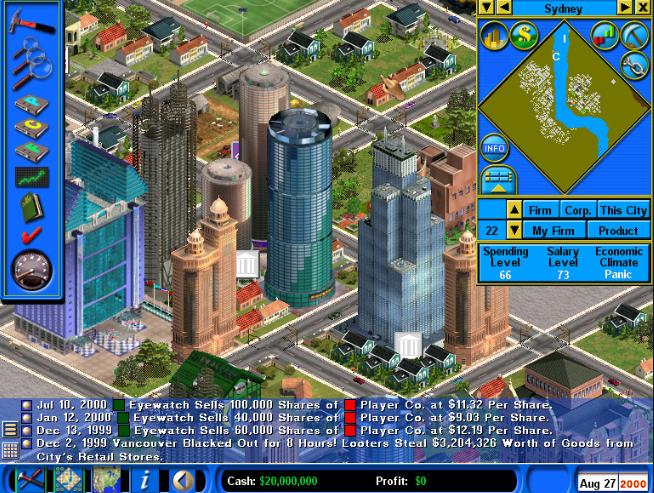 Sydney
I
C
INFO
Firm Corp. This City
22 My Firm Product
Spending Level Salary Level Economic Climate
66 73 Panic
Jul 10, 2000 Eyewatch Sells 100,000 Shares of Player Co. at $11.32 Per Share.
Jan 12, 2000 Eyewatch Sells 40,000 Shares of Player Co. at $9.03 Per Share.
Dec 13, 1999 Eyewatch Sells 60,000 Shares of Player Co. at $12.19 Per Share.
Dec 2, 1999 Vancouver Blacked Out for 8 Hours! Looters Steal $3,204,326 Worth of Goods from
City's Retail Stores.
Cash: $20,000,000 Profit: $0
Aug 27 2000